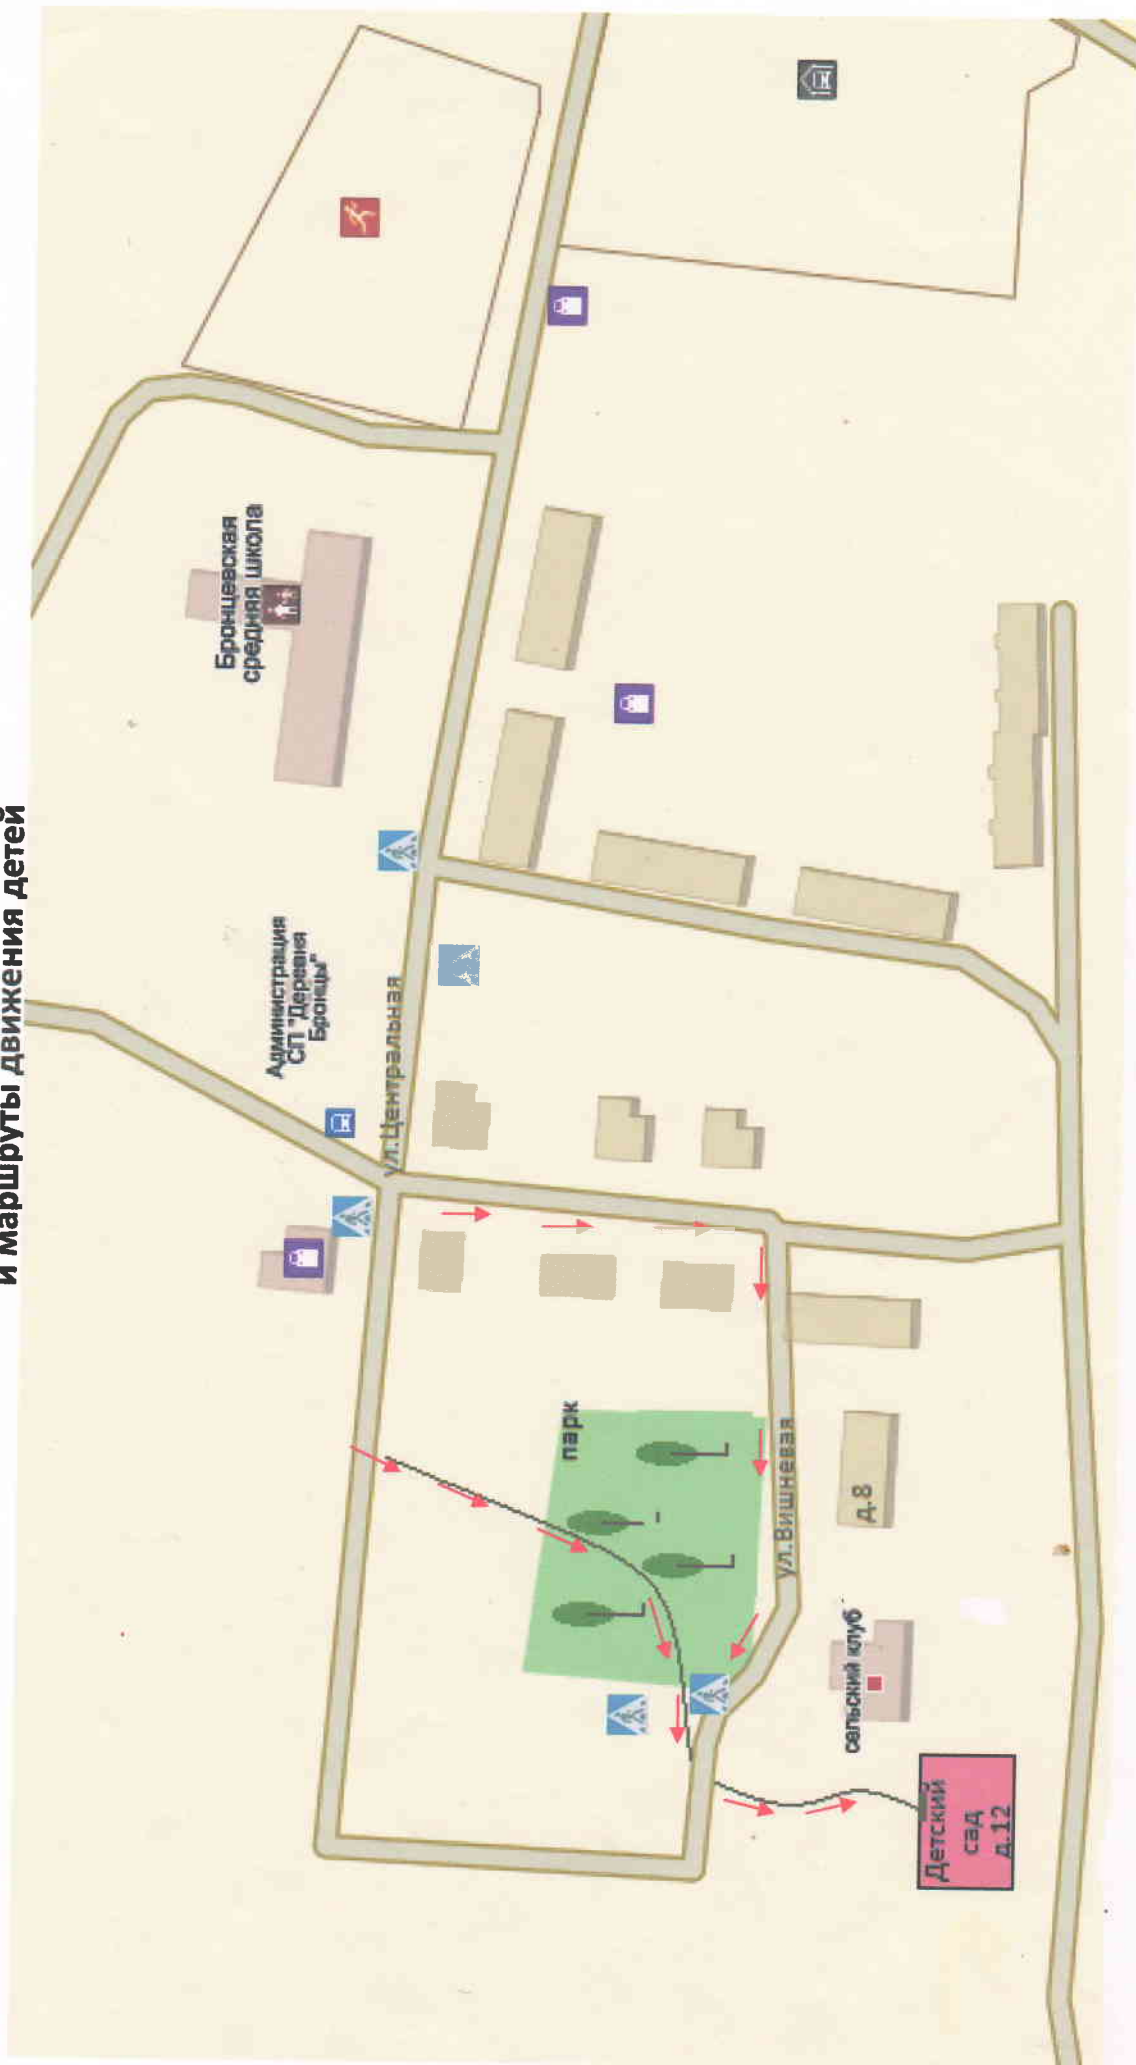 и маршруты движения детей
Бронцевская
средняя школа
Администрация
СП "Деревня
Бронцы"
ул.Центральная
парк
ул.Вишневая
д.8
сельский клуб
Детский
сад
д.12